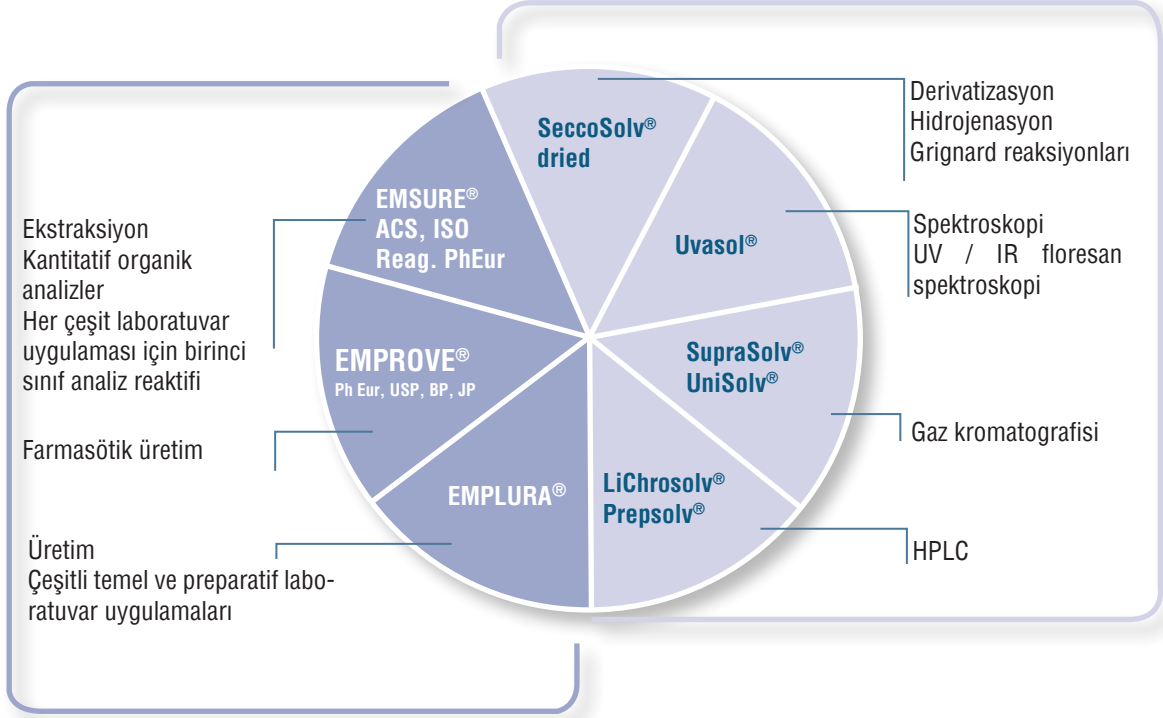 SeccoSolv®
dried
Derivatizasyon
Hidrojenasyon
Grignard reaksiyonları
Uvasol®
Spektroskopi
UV / IR floresan
spektroskopi
SupraSolv®
UniSolv®
Gaz kromatografisi
LiChrosolv®
Prepsolv®
HPLC
EMSURE®
ACS, ISO
Reag. PhEur
Ekstraksiyon
Kantitatif organik
analizler
Her çeşit laboratuvar
uygulaması için birinci
sınıf analiz reaktifi
EMPROVE®
Ph Eur, USP, BP, JP
Farmasötik üretim
EMPLURA®
Üretim
Çeşitli temel ve preparatif labo-
ratuvar uygulamaları